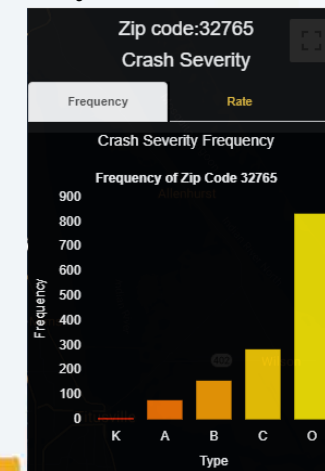 Zip code:32765
Crash Severity
Frequency Rate
Crash Severity Frequency
Frequency of Zip Code 32765
900
800
700
600
500
400
300
200
100
0
Frequency
K A B C O
Type